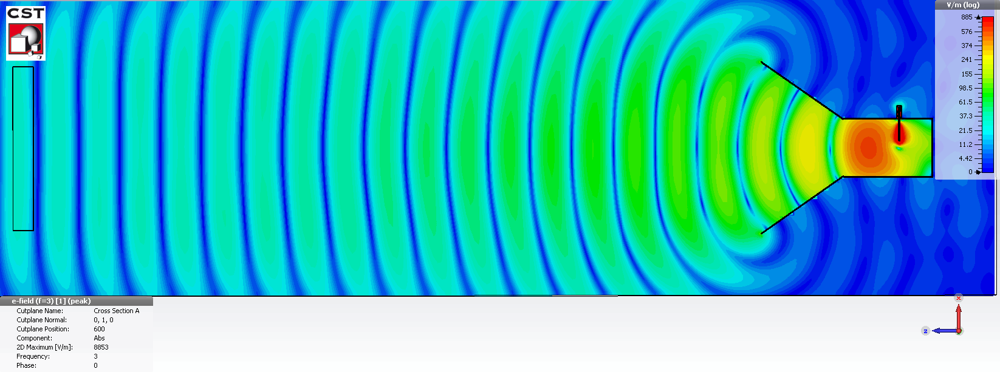 CST
V/m (log)
885
576
374
241
155
98.5
61.5
37.3
21.5
11.2
4.42
0
e-field (f=3) [1] (peak)
Cutplane Name: Cross Section A
Cutplane Normal: 0, 1, 0
Cutplane Position: 600
Component: Abs
2D Maximum [V/m]: 8853
Frequency: 3
Phase: 0
x
z